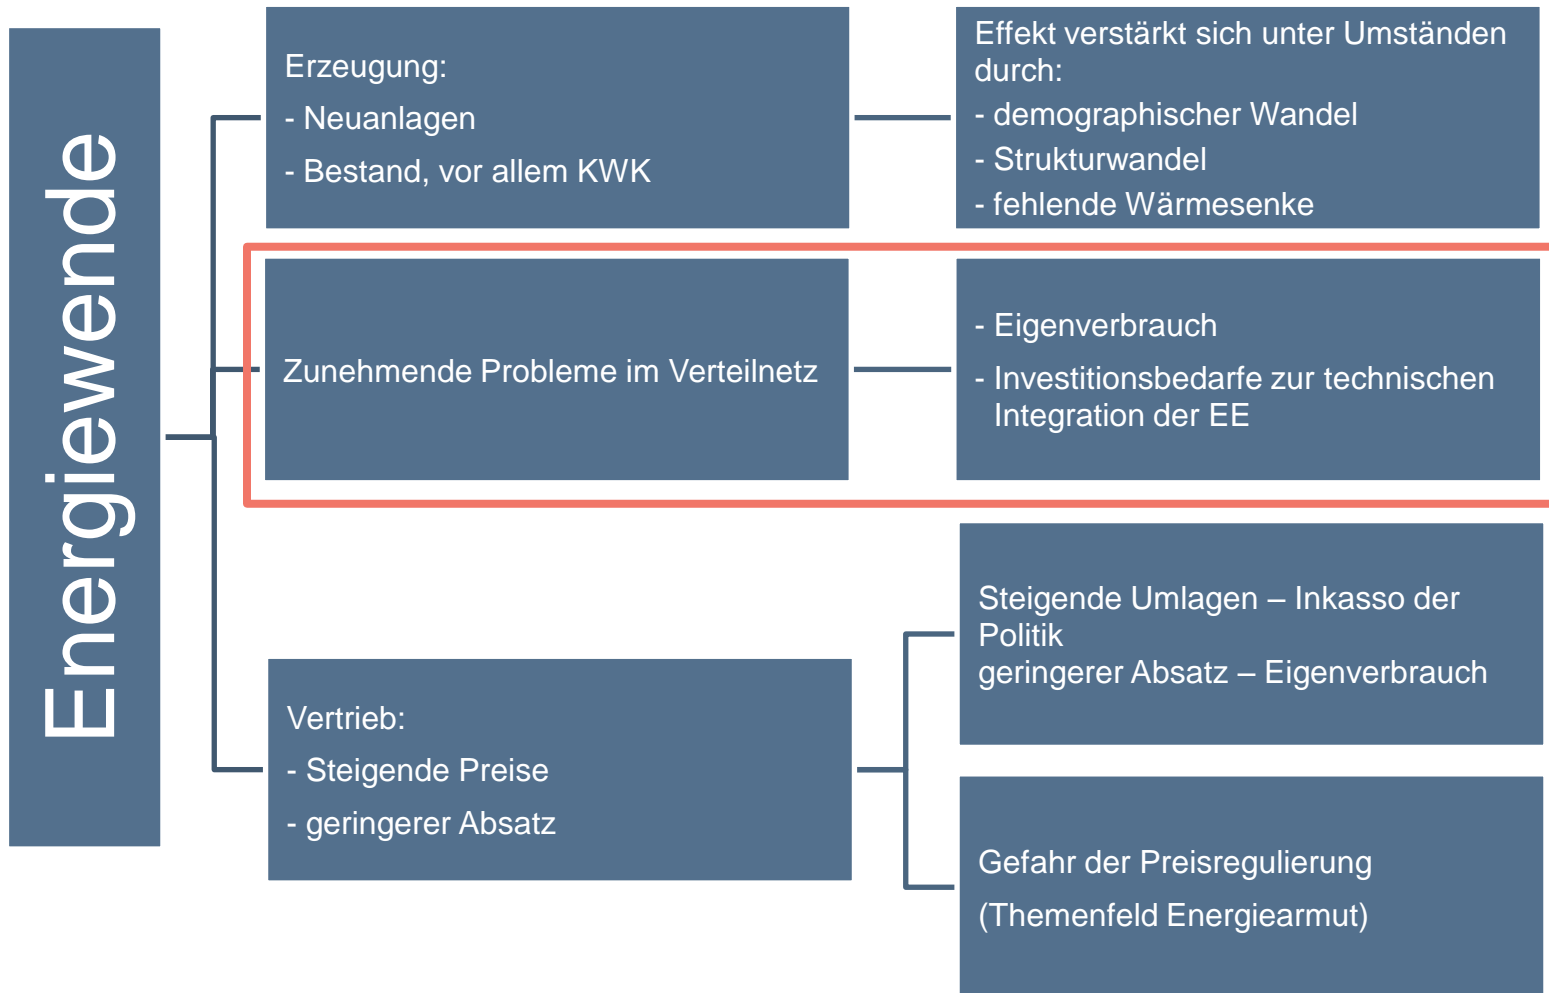 Energiewende
Erzeugung:
- Neuanlagen
- Bestand, vor allem KWK
Effekt verstärkt sich unter Umständen
durch:
- demographischer Wandel
- Strukturwandel
- fehlende Wärmesenke
Zunehmende Probleme im Verteilnetz
- Eigenverbrauch
- Investitionsbedarfe zur technischen
Integration der EE
Vertrieb:
- Steigende Preise
- geringerer Absatz
Steigende Umlagen – Inkasso der
Politik
geringerer Absatz – Eigenverbrauch
Gefahr der Preisregulierung
(Themenfeld Energiearmut)